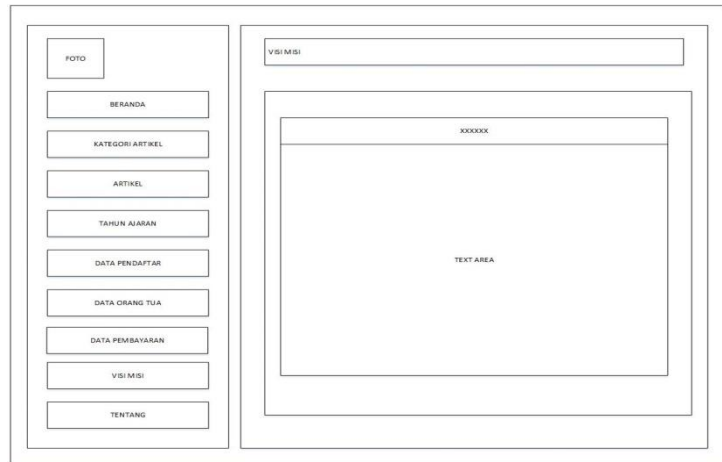 FOTO
BERANDA
KATEGORI ARTIKEL
ARTIKEL
TAHUN AJARAN
DATA PENDAFTAR
DATA ORANG TUA
DATA PEMBAYARAN
VISI MISI
TENTANG
VISI MISI
XXXXXX
TEXT AREA